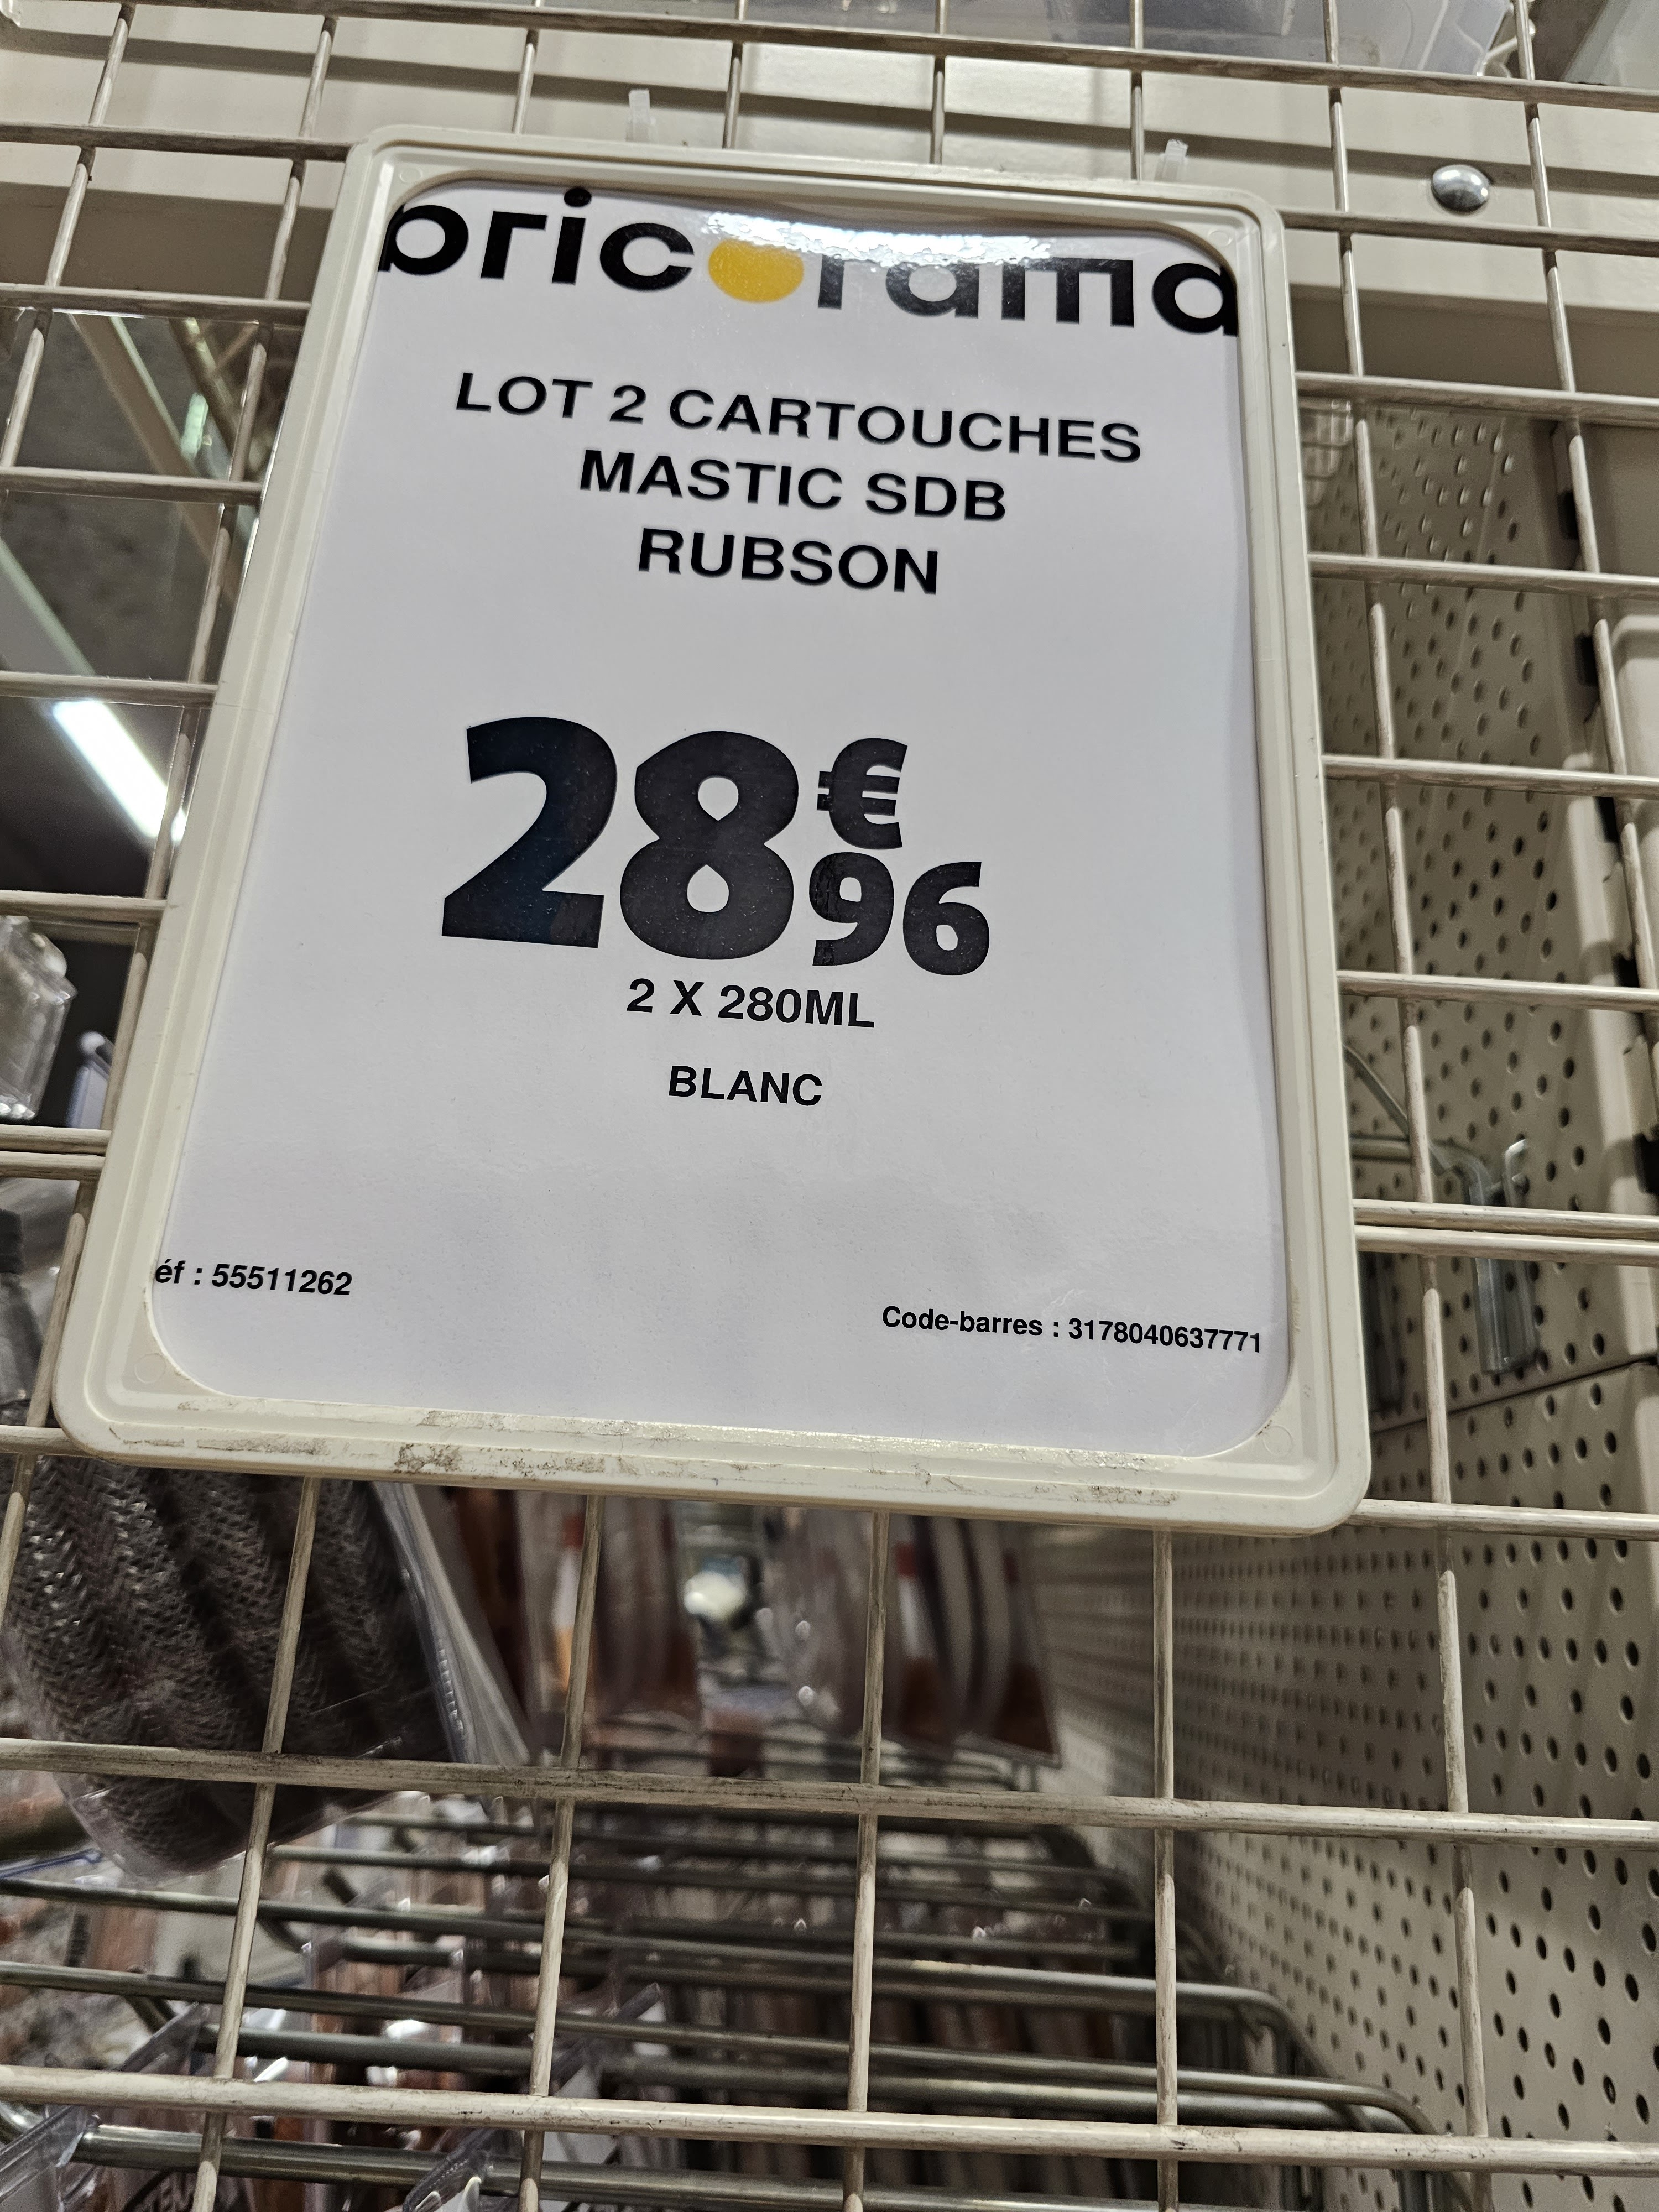 bricorama
LOT 2 CARTOUCHES
MASTIC SDB
RUBSON
28€96
2 X 280ML
BLANC
éf : 55511262
Code-barres : 3178040637771